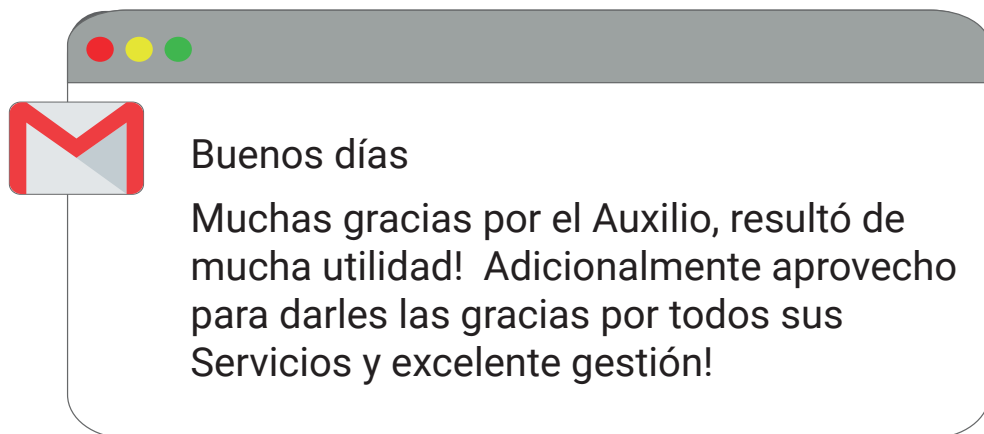 Buenos días
Muchas gracias por el Auxilio, resultó de
mucha utilidad!  Adicionalmente aprovecho
para darles las gracias por todos sus
Servicios y excelente gestión!